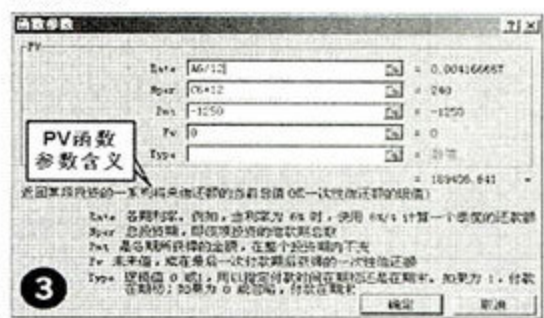 函数参数
PV
Rate A6/12 = 0.004166667
Nper C6*12 = 240
Pmt -1250 = -1250
Fv 0 = 0
Type = 数值
= 189406.641
PV函数
参数含义
返回某项投资的一系列将来偿还额的当前总值(或一次性偿还额的现值)
Rate 各期利率。例如，当利率为 6% 时，使用 6%/4 计算一个季度的还款额
Nper 总投资期，即该项投资的偿款期总数
Pmt 是各期所获得的金额，在整个投资期内不变
Fv 未来值，或在最后一次付款期后获得的一次性偿还额
Type 逻辑值 0 或1，用以指定付款时间在期初还是在期末。如果为 1，付款
在期初；如果为 0 或忽略，付款在期末
3
确定 取消